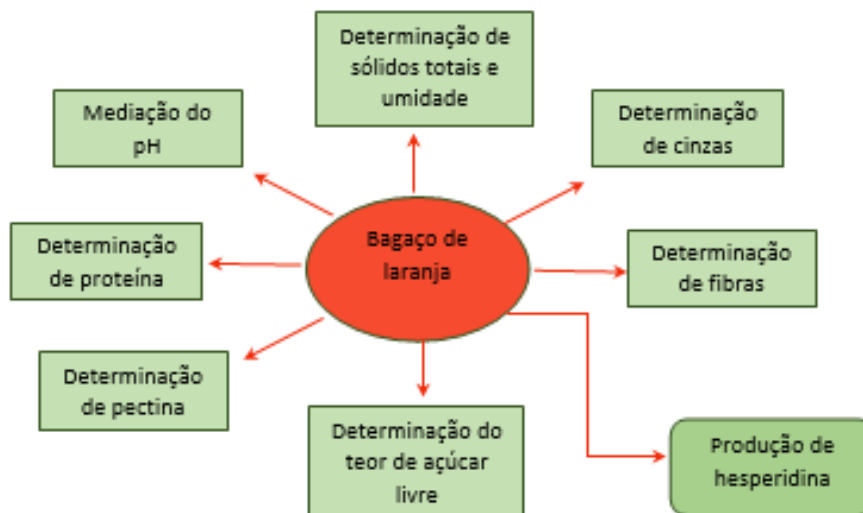 Determinação de
sólidos totais e
umidade
Mediação do
pH
Determinação
de cinzas
Bagaço de
laranja
Determinação
de proteína
Determinação
de fibras
Determinação
de pectina
Determinação do
teor de açúcar
livre
Produção de
hesperidina